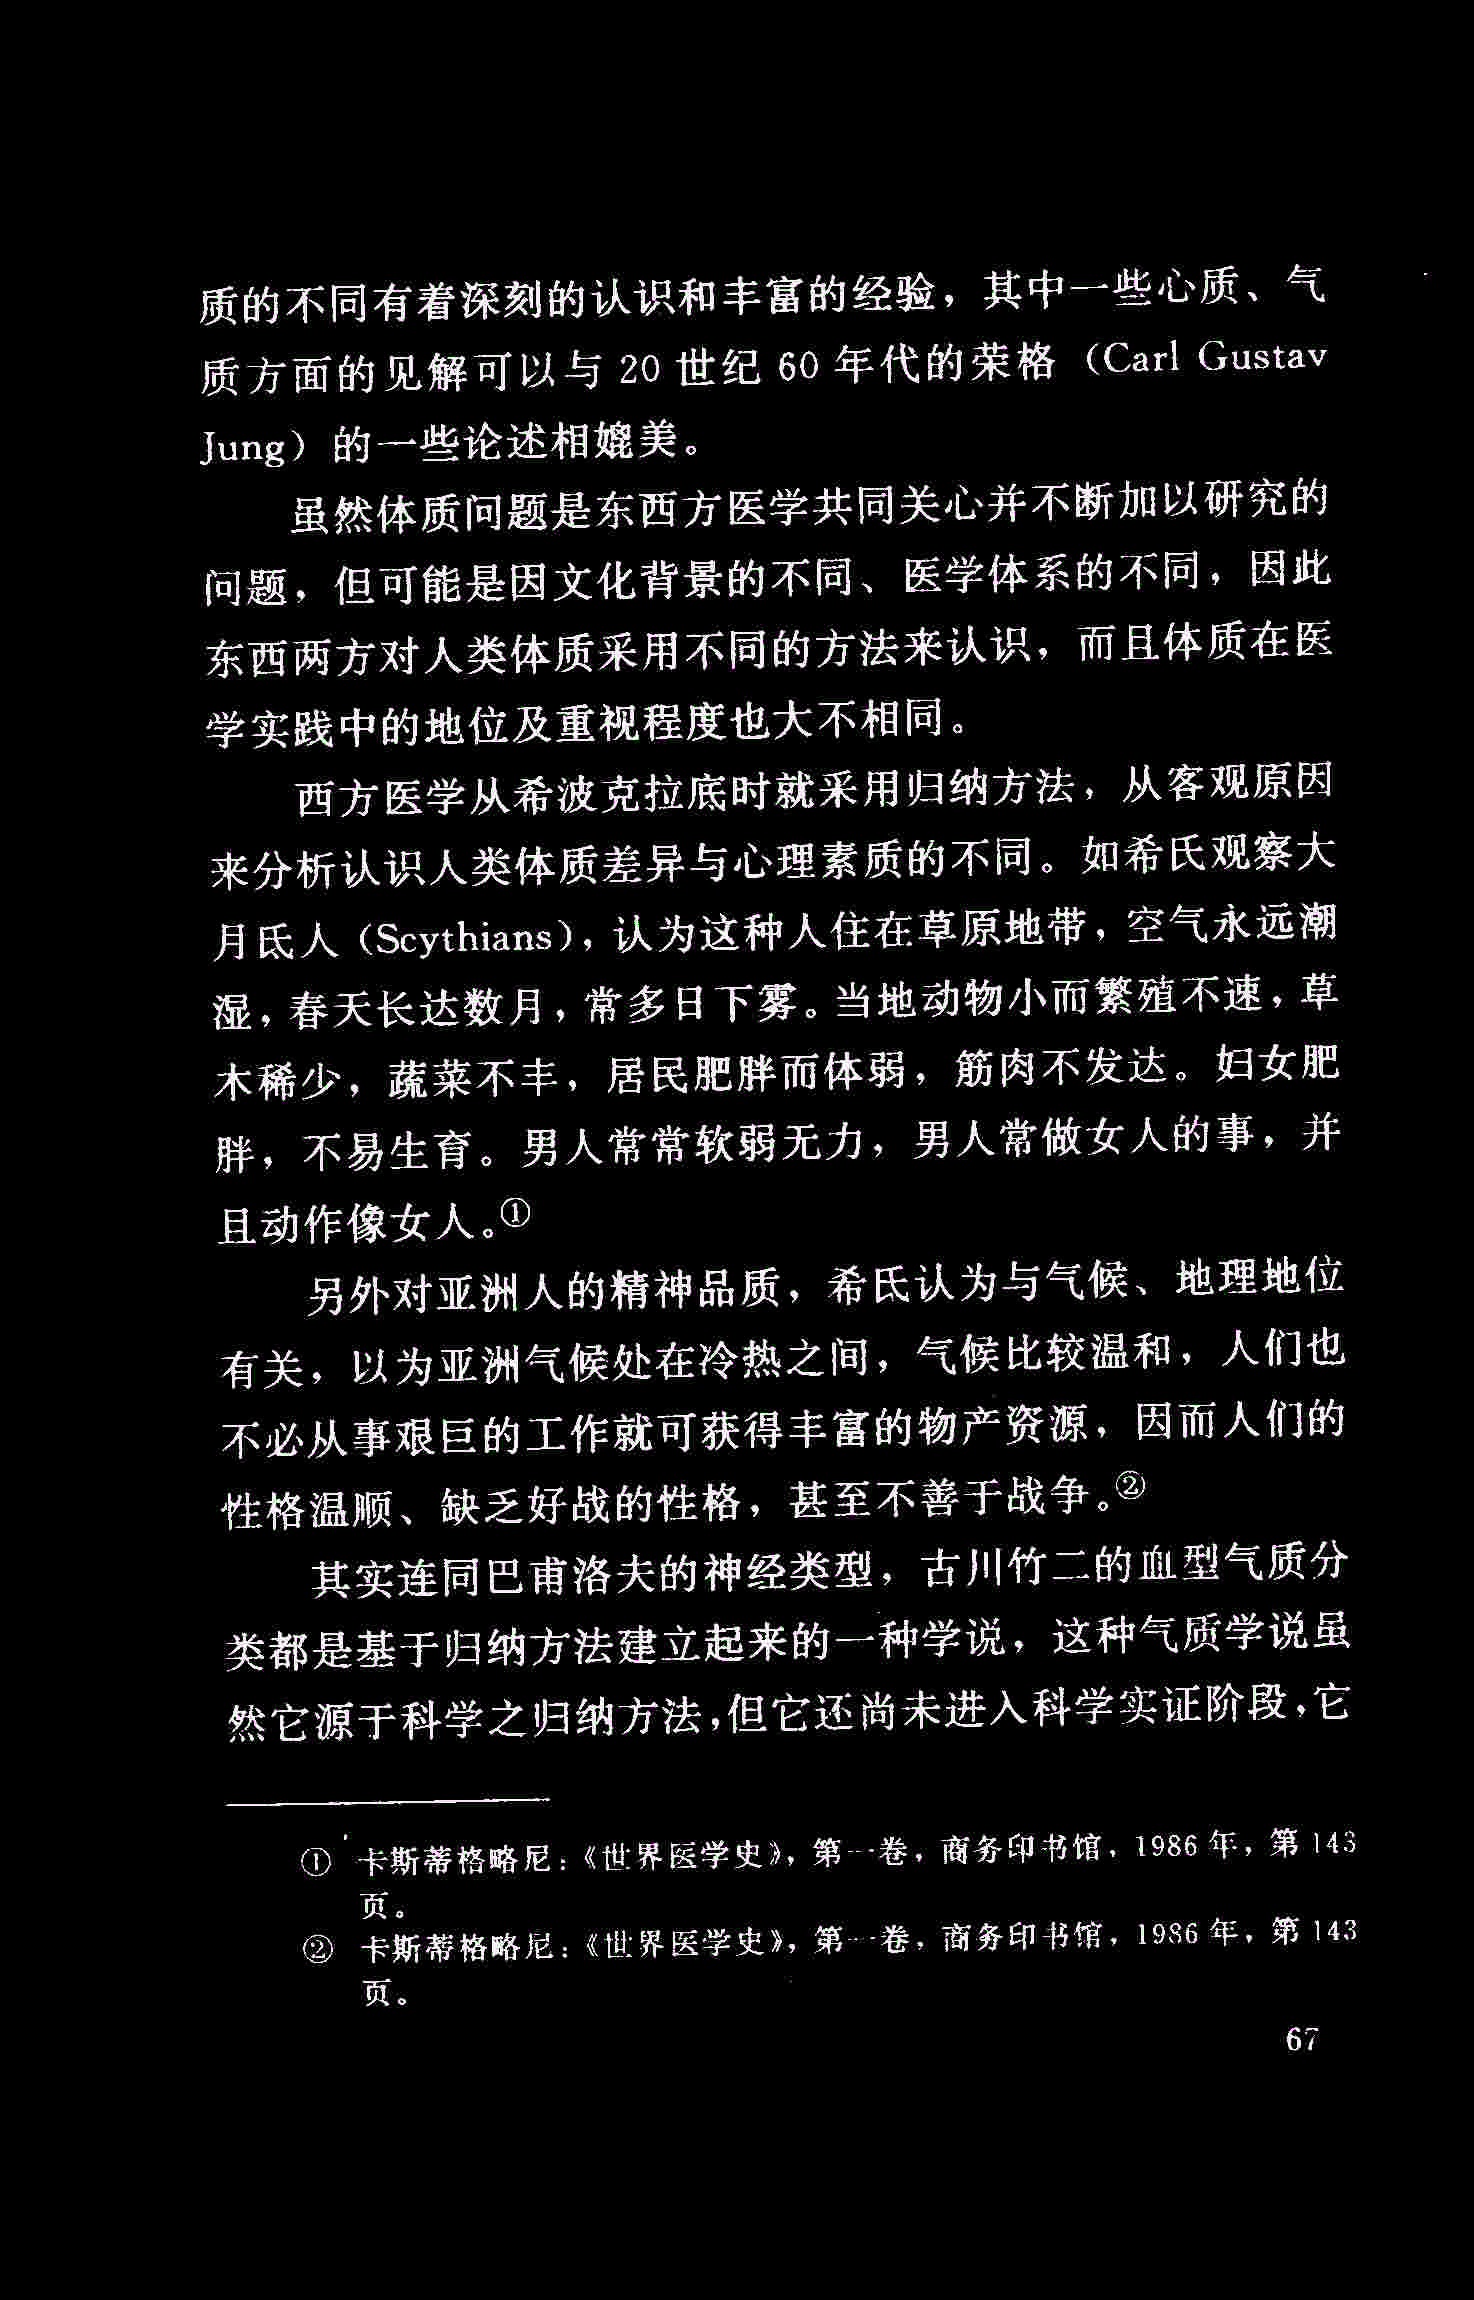 质的不同有着深刻的认识和丰富的经验，其中一些心质、气
质方面的见解可以与 20 世纪 60 年代的荣格（Carl Gustav
Jung）的一些论述相媲美。
虽然体质问题是东西方医学共同关心并不断加以研究的
问题，但可能是因文化背景的不同、医学体系的不同，因此
东西两方对人类体质采用不同的方法来认识，而且体质在医
学实践中的地位及重视程度也大不相同。
西方医学从希波克拉底时就采用归纳方法，从客观原因
来分析认识人类体质差异与心理素质的不同。如希氏观察大
月氏人（Scythians），认为这种人住在草原地带，空气永远潮
湿，春天长达数月，常多日下雾。当地动物小而繁殖不速，草
木稀少，蔬菜不丰，居民肥胖而体弱，筋肉不发达。妇女肥
胖，不易生育。男人常常软弱无力，男人常做女人的事，并
且动作像女人。①
另外对亚洲人的精神品质，希氏认为与气候、地理地位
有关，以为亚洲气候处在冷热之间，气候比较温和，人们也
不必从事艰巨的工作就可获得丰富的物产资源，因而人们的
性格温顺、缺乏好战的性格，甚至不善于战争。②
其实连同巴甫洛夫的神经类型，古川竹二的血型气质分
类都是基于归纳方法建立起来的一种学说，这种气质学说虽
然它源于科学之归纳方法，但它还尚未进入科学实证阶段，它
① 卡斯蒂格略尼：《世界医学史》，第一卷，商务印书馆，1986 年，第 143
页。
② 卡斯蒂格略尼：《世界医学史》，第一卷，商务印书馆，1986 年，第 143
页。
67